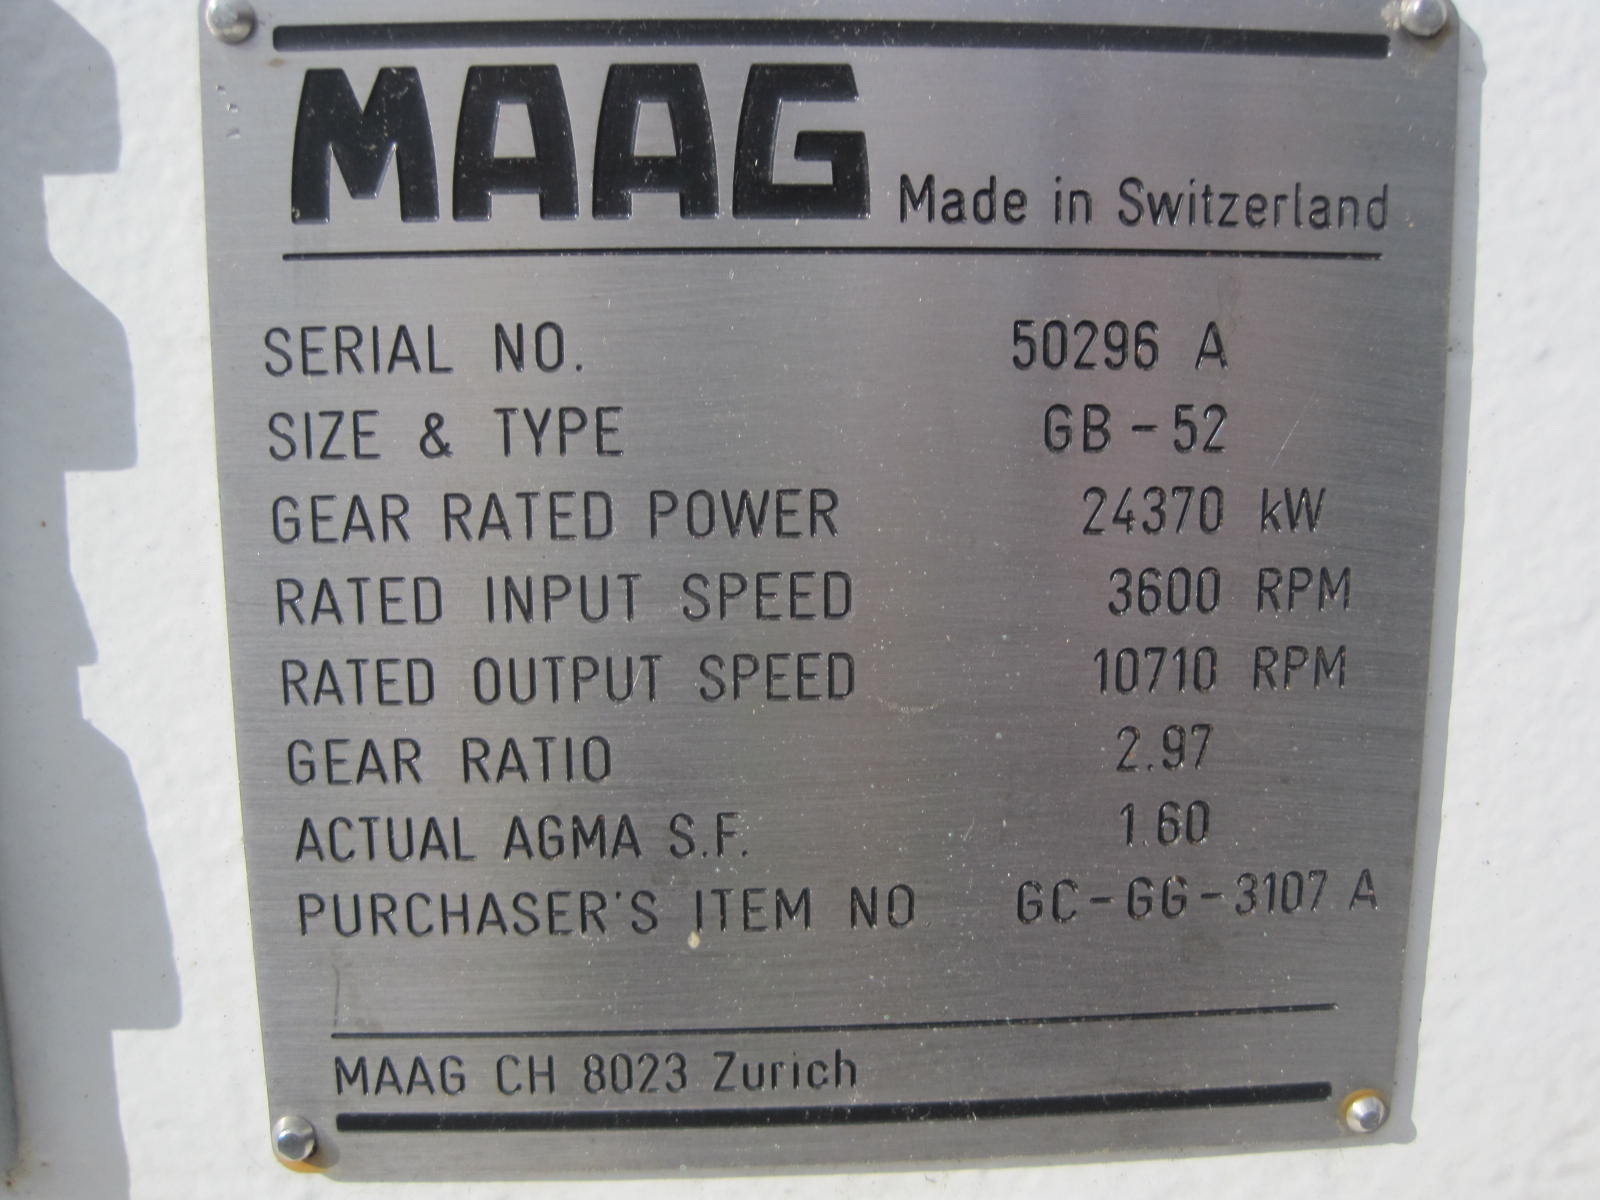 MAAG Made in Switzerland
SERIAL NO. 50296 A
SIZE & TYPE GB-52
GEAR RATED POWER 24370 kW
RATED INPUT SPEED 3600 RPM
RATED OUTPUT SPEED 10710 RPM
GEAR RATIO 2.97
ACTUAL AGMA S.F. 1.60
PURCHASER'S ITEM NO GC-GG-3107 A
MAAG CH 8023 Zurich